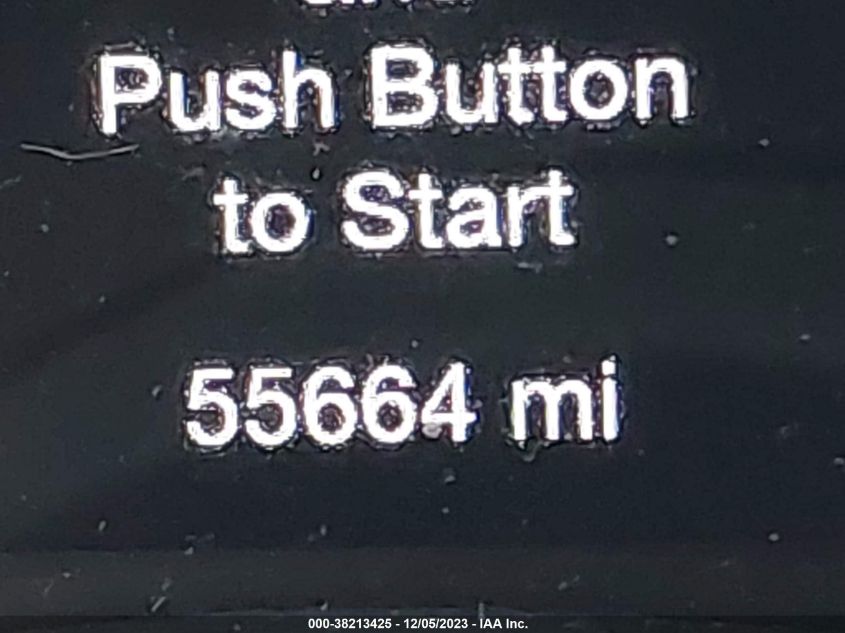 Push Button
to Start
55664 mi
000-38213425 - 12/05/2023 - IAA Inc.